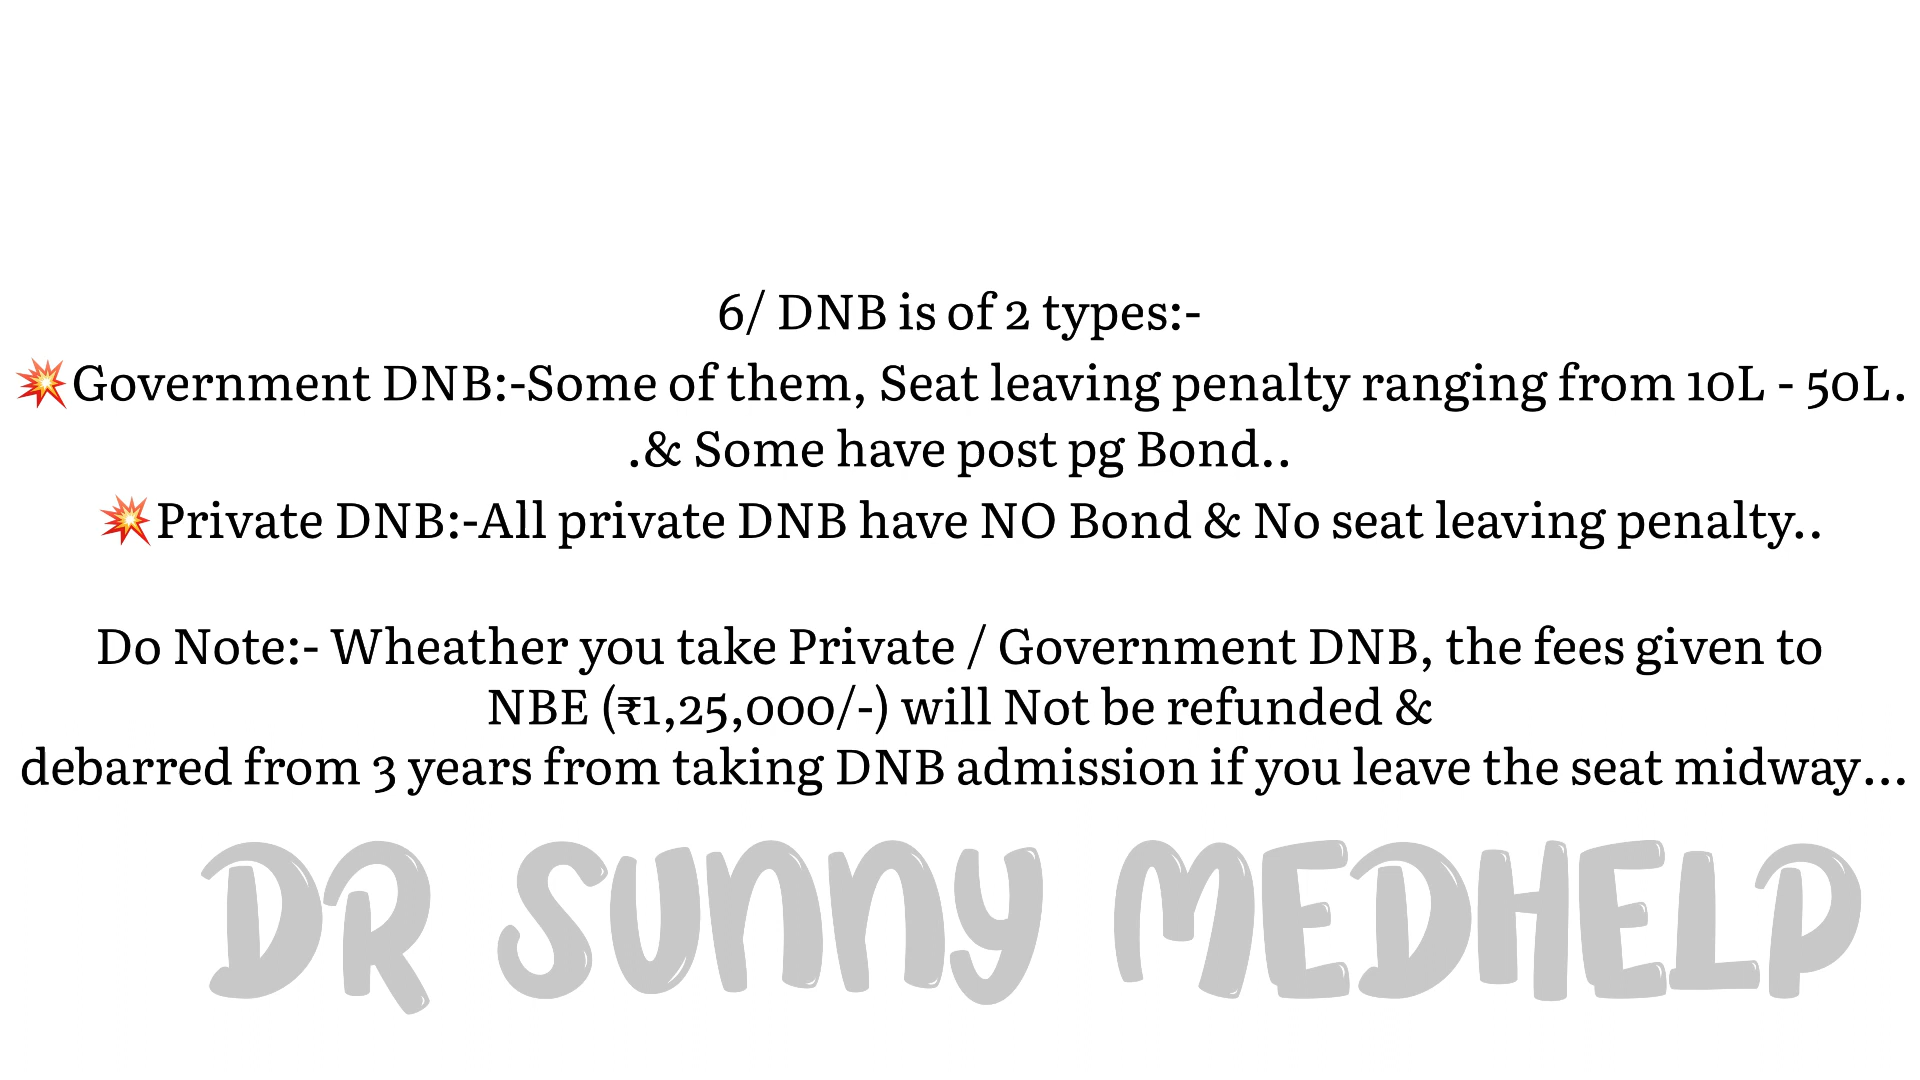 6/ DNB is of 2 types:-
💥Government DNB:-Some of them, Seat leaving penalty ranging from 10L - 50L.
.& Some have post pg Bond..
💥Private DNB:-All private DNB have NO Bond & No seat leaving penalty..
Do Note:- Wheather you take Private / Government DNB, the fees given to
NBE (₹1,25,000/-) will Not be refunded &
debarred from 3 years from taking DNB admission if you leave the seat midway...
DR SUNNY MEDHELP